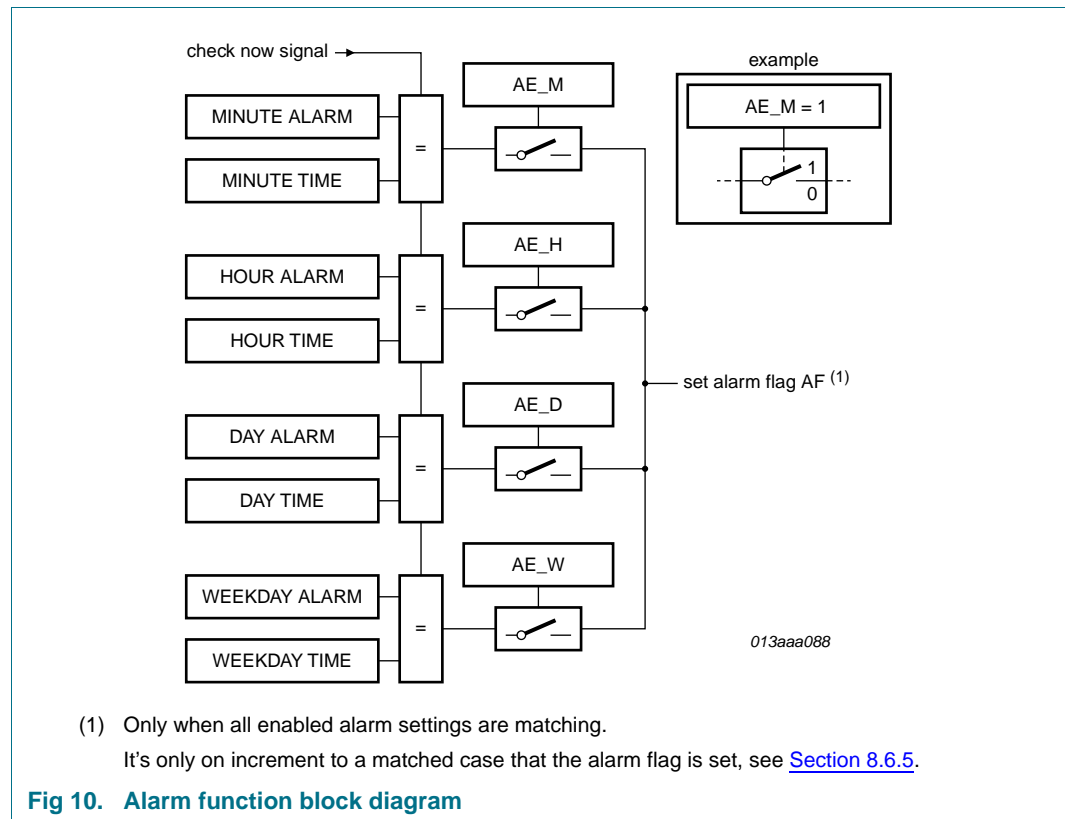 check now signal
example
AE_M
AE_M = 1
MINUTE ALARM
=
1
MINUTE TIME
0
AE_H
HOUR ALARM
=
HOUR TIME
set alarm flag AF (1)
AE_D
DAY ALARM
=
DAY TIME
AE_W
WEEKDAY ALARM
=
013aaa088
WEEKDAY TIME
(1) Only when all enabled alarm settings are matching.
It's only on increment to a matched case that the alarm flag is set, see Section 8.6.5.
Fig 10. Alarm function block diagram